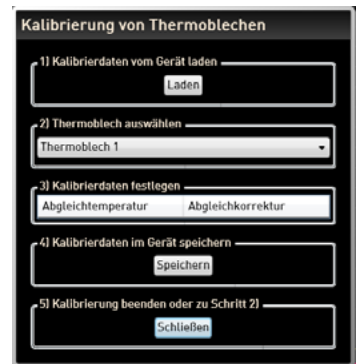 Kalibrierung von Thermoblechen
1) Kalibrierdaten vom Gerät laden
Laden
2) Thermoblech auswählen
Thermoblech 1
3) Kalibrierdaten festlegen
Abgleichtemperatur Abgleichkorrektur
4) Kalibrierdaten im Gerät speichern
Speichern
5) Kalibrierung beenden oder zu Schritt 2)
Schließen